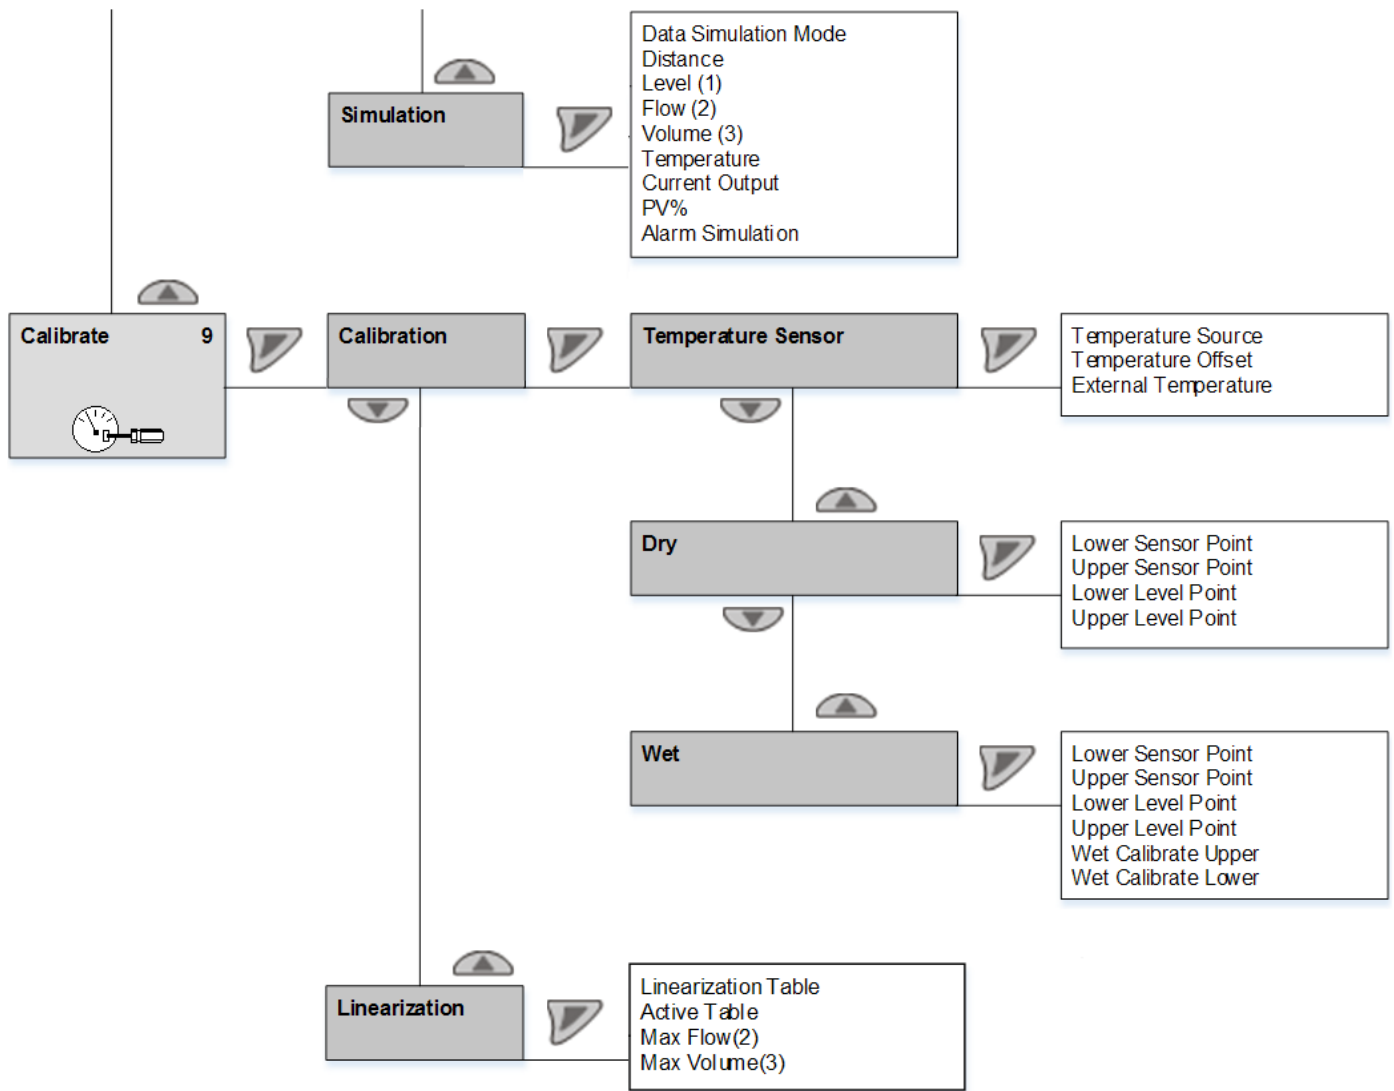 Data Simulation Mode
Distance
Level (1)
Flow (2)
Volume (3)
Temperature
Current Output
PV%
Alarm Simulation
Simulation
Calibrate 9
Calibration
Temperature Sensor
Temperature Source
Temperature Offset
External Temperature
Dry
Lower Sensor Point
Upper Sensor Point
Lower Level Point
Upper Level Point
Wet
Lower Sensor Point
Upper Sensor Point
Lower Level Point
Upper Level Point
Wet Calibrate Upper
Wet Calibrate Lower
Linearization
Linearization Table
Active Table
Max Flow(2)
Max Volume(3)